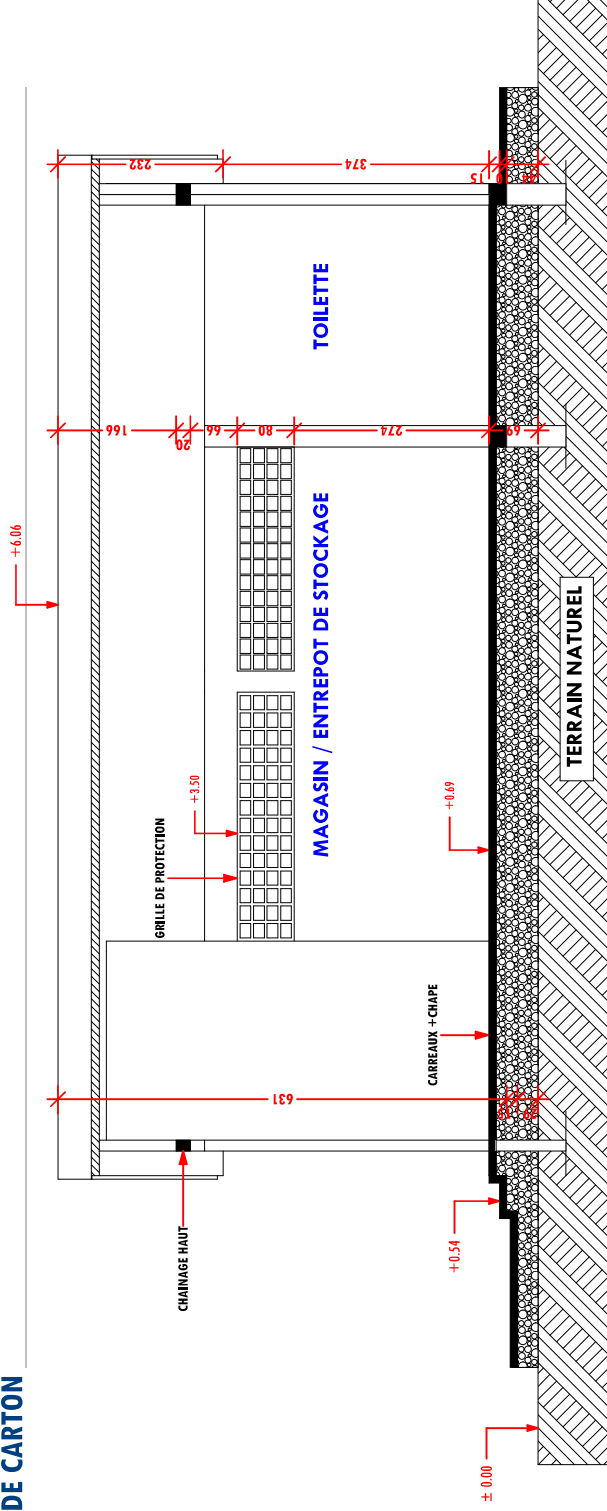 DE CARTON
+6.06
232
374
15
166
20
66
80
274
69
TOILETTE
MAGASIN / ENTREPOT DE STOCKAGE
GRILLE DE PROTECTION
+3.50
+0.69
CARREAUX +CHAPE
631
CHAINAGE HAUT
+0.54
± 0.00
TERRAIN NATUREL